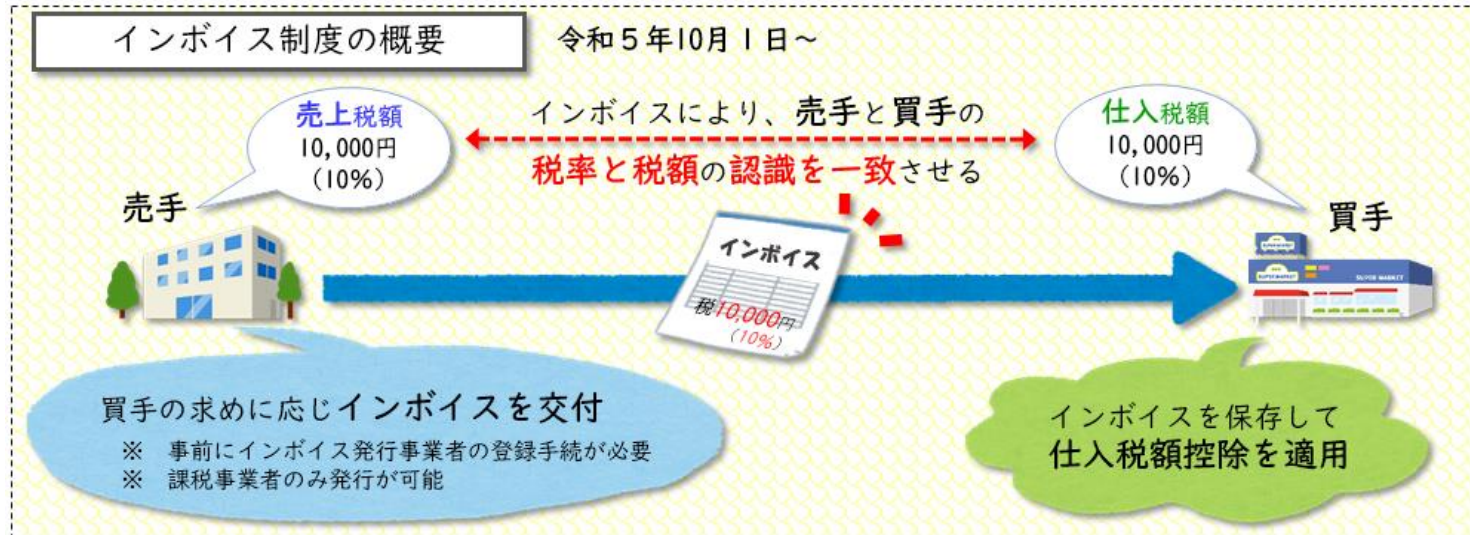 インボイス制度の概要
令和5年10月1日~
売上税額
10,000円
(10%)
インボイスにより、売手と買手の
税率と税額の認識を一致させる
仕入税額
10,000円
(10%)
売手
買手
インボイス
税10,000円
(10%)
SUPER MARKET
買手の求めに応じインボイスを交付
※ 事前にインボイス発行事業者の登録手続が必要
※ 課税事業者のみ発行が可能
インボイスを保存して
仕入税額控除を適用